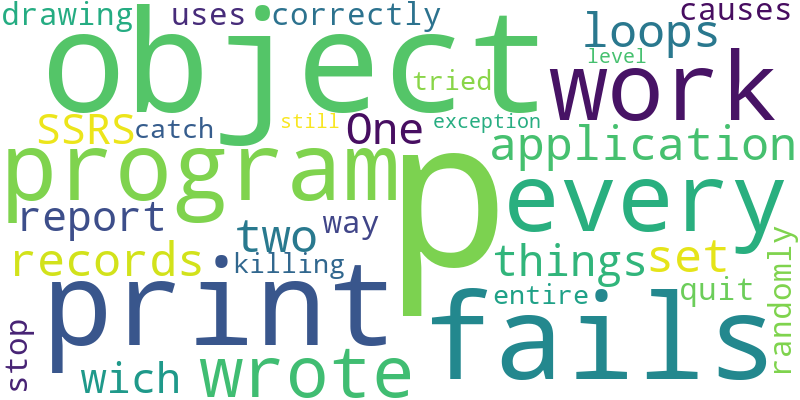 drawing uses correctly causes
object loops
level
work
tried
SSRS catch still One exception
program p application
every
report two way
records killing things set
print entire quit randomly
fails
stop wich wrote